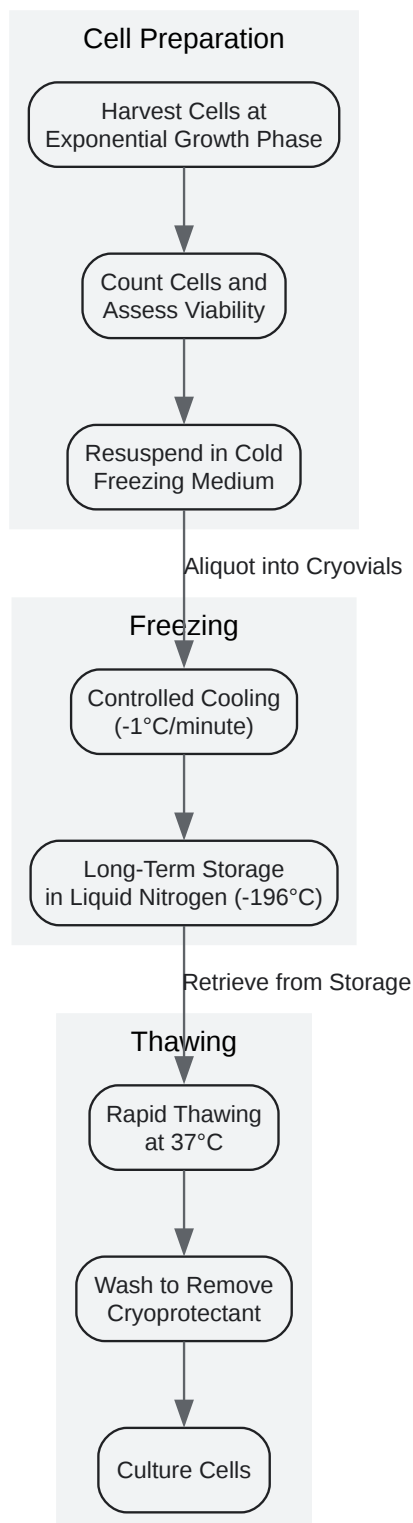 Cell Preparation
Harvest Cells at
Exponential Growth Phase
Count Cells and
Assess Viability
Resuspend in Cold
Freezing Medium
Aliquot into Cryovials
Freezing
Controlled Cooling
(-1°C/minute)
Long-Term Storage
in Liquid Nitrogen (-196°C)
Retrieve from Storage
Thawing
Rapid Thawing
at 37°C
Wash to Remove
Cryoprotectant
Culture Cells